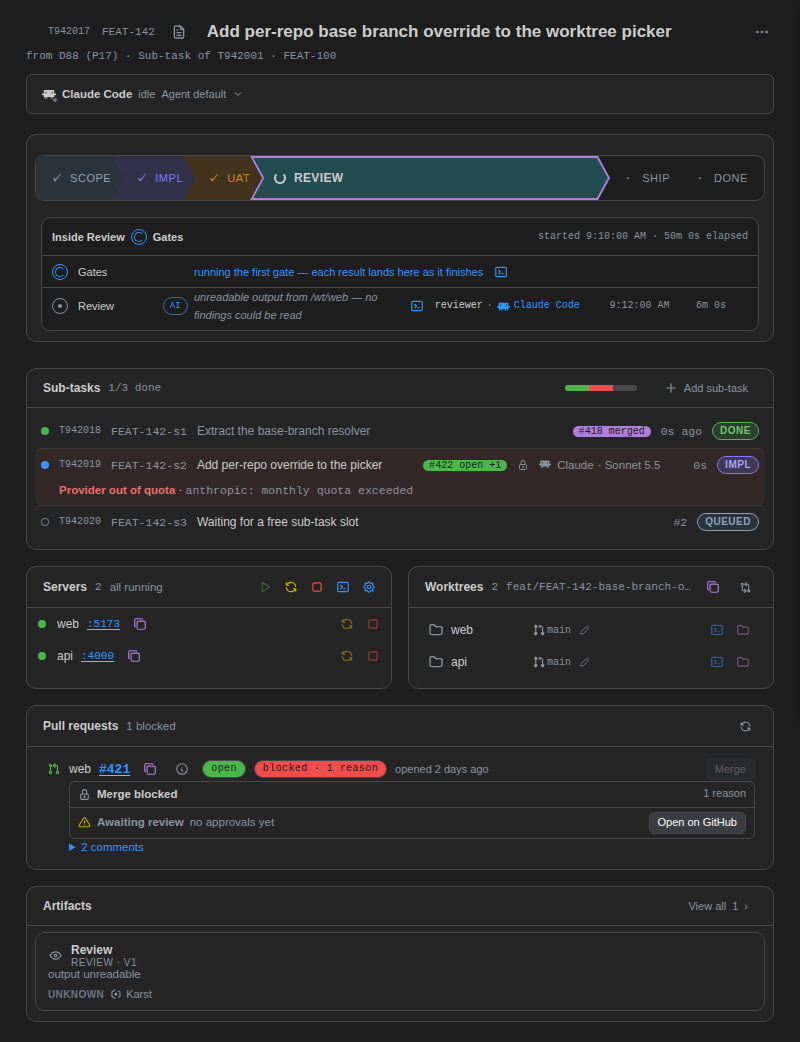 T942017 FEAT-142 Add per-repo base branch override to the worktree picker
from D88 (P17) · Sub-task of T942001 · FEAT-100
Claude Code idle Agent default
SCOPE IMPL UAT REVIEW SHIP DONE
Inside Review Gates started 9:10:00 AM · 50m 0s elapsed
Gates running the first gate — each result lands here as it finishes
Review AI unreadable output from /wt/web — no findings could be read reviewer · Claude Code 9:12:00 AM 6m 0s
Sub-tasks 1/3 done Add sub-task
T942018 FEAT-142-s1 Extract the base-branch resolver #418 merged 0s ago DONE
T942019 FEAT-142-s2 Add per-repo override to the picker #422 open +1 Claude · Sonnet 5.5 0s IMPL
Provider out of quota · anthropic: monthly quota exceeded
T942020 FEAT-142-s3 Waiting for a free sub-task slot #2 QUEUED
Servers 2 all running
web :5173
api :4000
Worktrees 2 feat/FEAT-142-base-branch-o…
web main
api main
Pull requests 1 blocked
web #421 open blocked · 1 reason opened 2 days ago Merge
Merge blocked 1 reason
Awaiting review no approvals yet Open on GitHub
2 comments
Artifacts View all 1 ›
Review
REVIEW · V1
output unreadable
UNKNOWN Karst